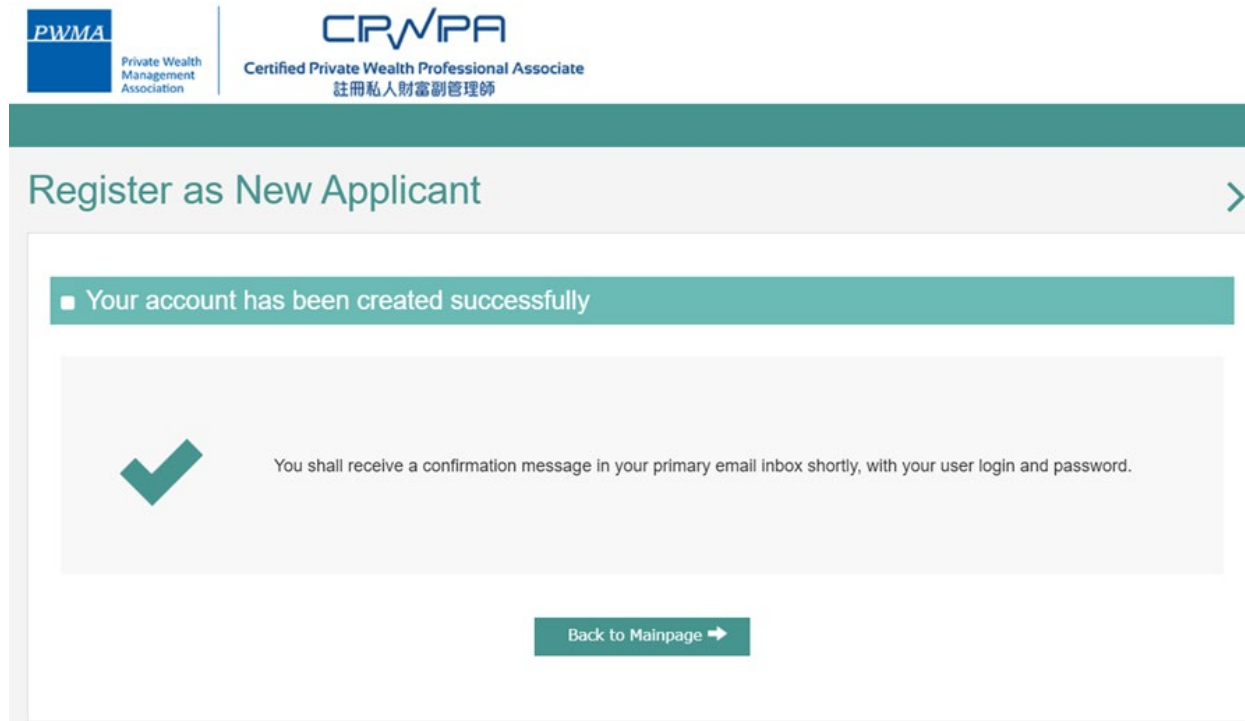 PWMA
Private Wealth
Management
Association
CPWPA
Certified Private Wealth Professional Associate
註冊私人財富副管理師
Register as New Applicant
Your account has been created successfully
You shall receive a confirmation message in your primary email inbox shortly, with your user login and password.
Back to Mainpage